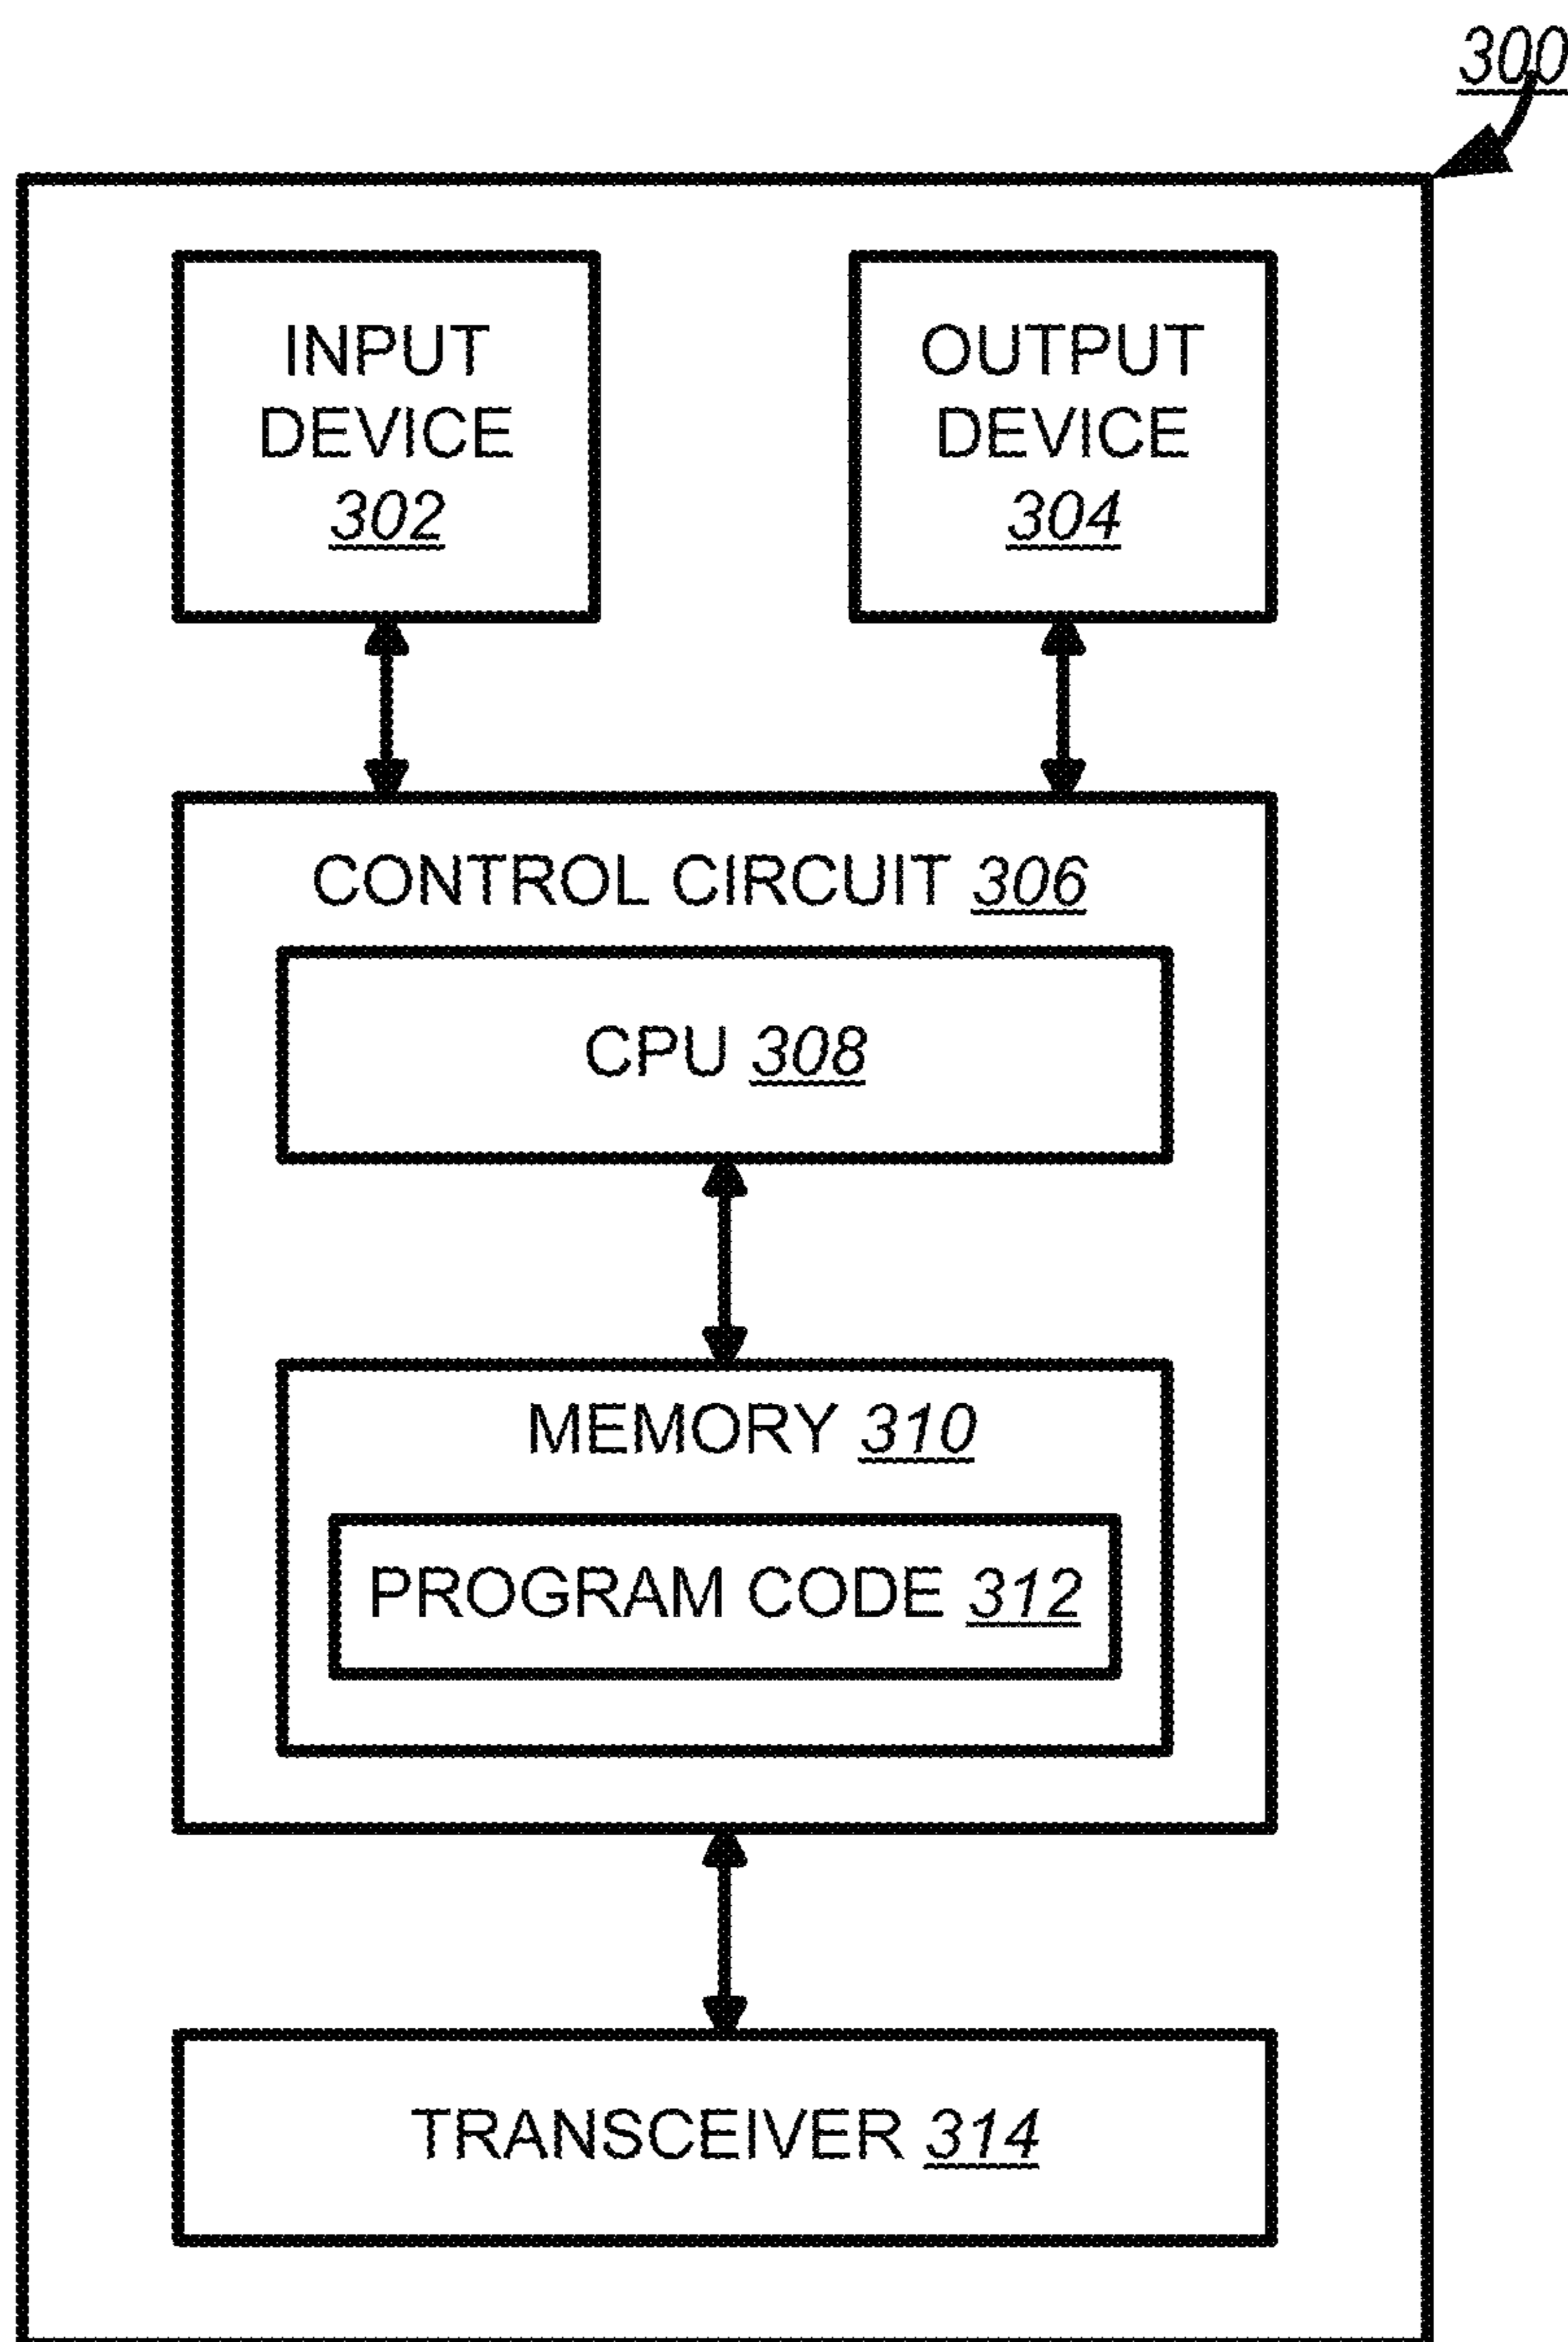 300
INPUT
DEVICE
302
OUTPUT
DEVICE
304
CONTROL CIRCUIT 306
CPU 308
MEMORY 310
PROGRAM CODE 312
TRANSCEIVER 314